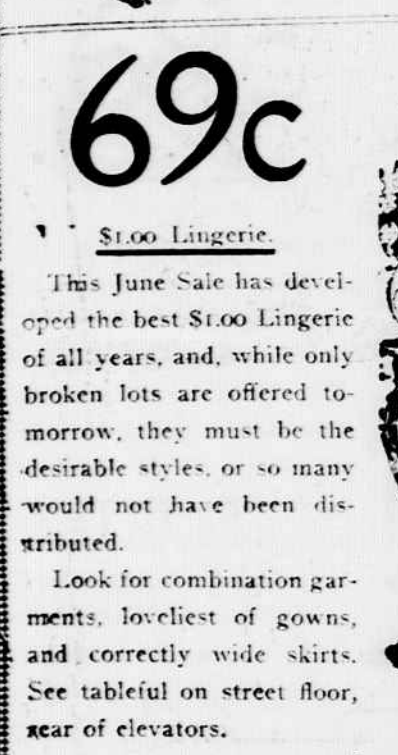 69c
$1.00 Lingerie.
This June Sale has devel-
oped the best $1.00 Lingerie
of all years, and, while only
broken lots are offered to-
morrow, they must be the
desirable styles, or so many
would not have been dis-
tributed.
Look for combination gar-
ments, loveliest of gowns,
and correctly wide skirts.
See tableful on street floor,
rear of elevators.